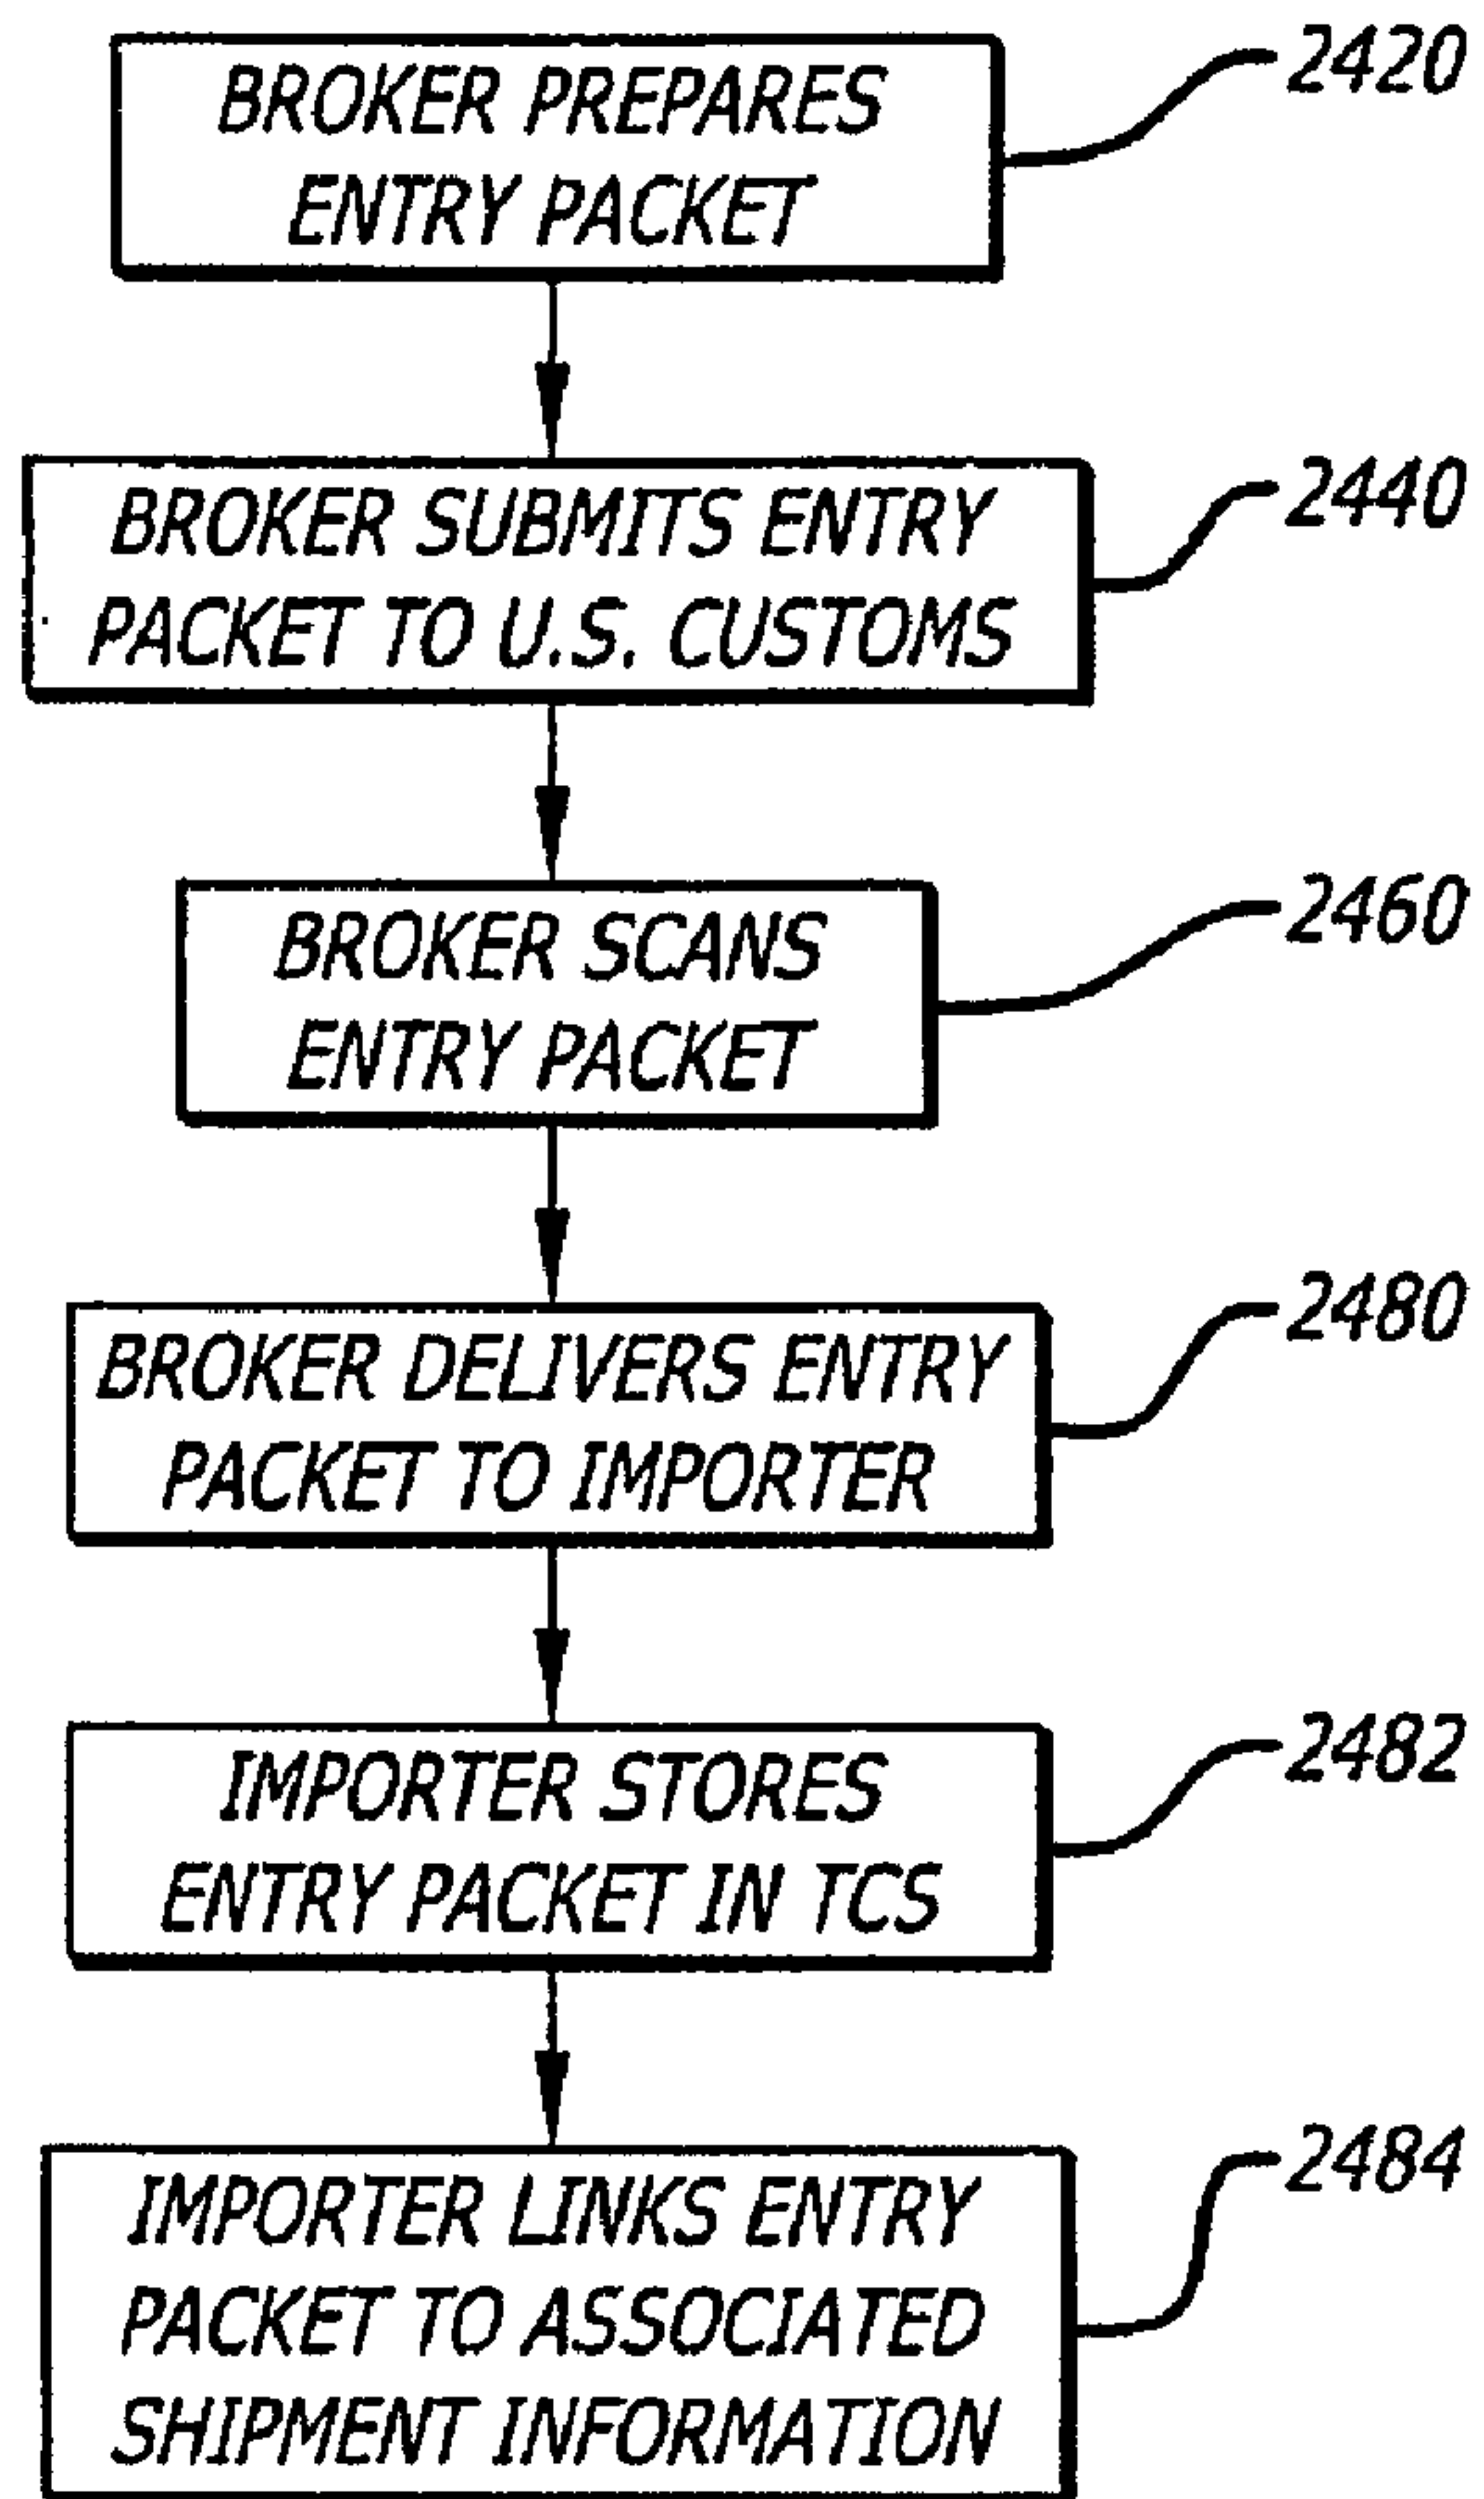 BROKER PREPARES
ENTRY PACKET
2420
BROKER SUBMITS ENTRY
PACKET TO U.S. CUSTOMS
2440
BROKER SCANS
ENTRY PACKET
2460
BROKER DELIVERS ENTRY
PACKET TO IMPORTER
2480
IMPORTER STORES
ENTRY PACKET IN TCS
2482
IMPORTER LINKS ENTRY
PACKET TO ASSOCIATED
SHIPMENT INFORMATION
2484